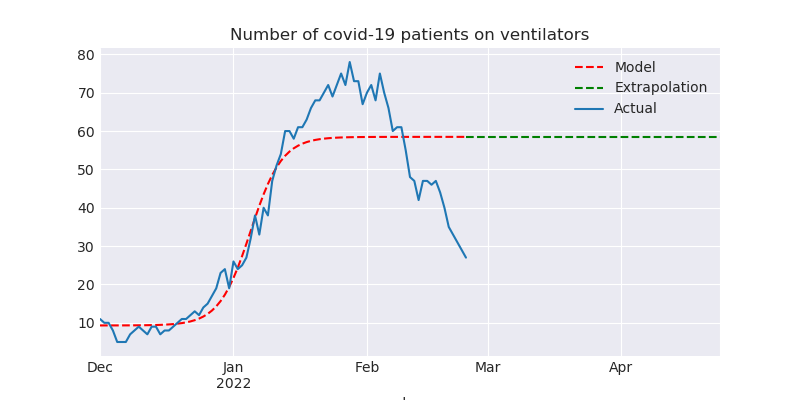 Number of covid-19 patients on ventilators
80
70
60
50
40
30
20
10
Model
Extrapolation
Actual
Dec
Jan
2022
Feb
Mar
Apr